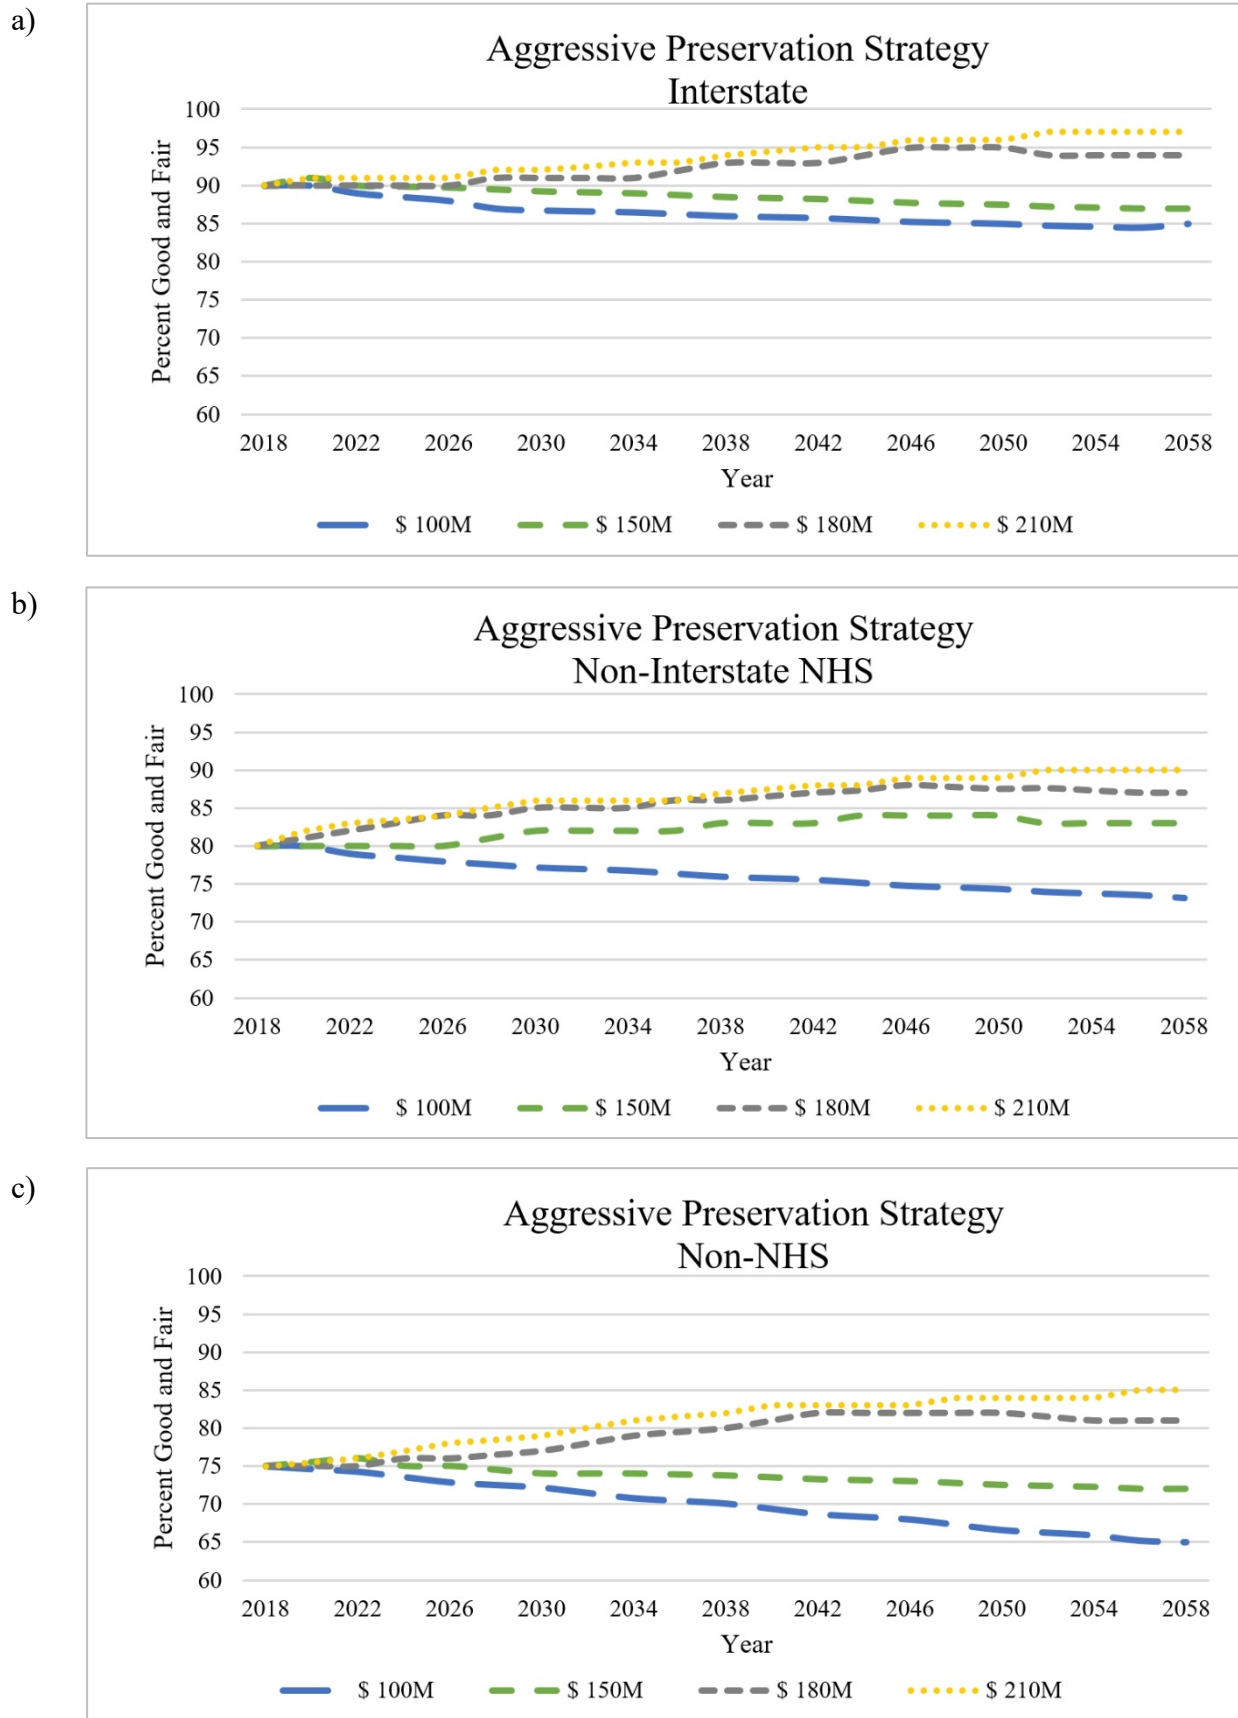 a)
Aggressive Preservation Strategy
Interstate
Percent Good and Fair
100
95
90
85
80
75
70
65
60
2018 2022 2026 2030 2034 2038 2042 2046 2050 2054 2058
Year
$ 100M $ 150M $ 180M $ 210M
b)
Aggressive Preservation Strategy
Non-Interstate NHS
Percent Good and Fair
100
95
90
85
80
75
70
65
60
2018 2022 2026 2030 2034 2038 2042 2046 2050 2054 2058
Year
$ 100M $ 150M $ 180M $ 210M
c)
Aggressive Preservation Strategy
Non-NHS
Percent Good and Fair
100
95
90
85
80
75
70
65
60
2018 2022 2026 2030 2034 2038 2042 2046 2050 2054 2058
Year
$ 100M $ 150M $ 180M $ 210M